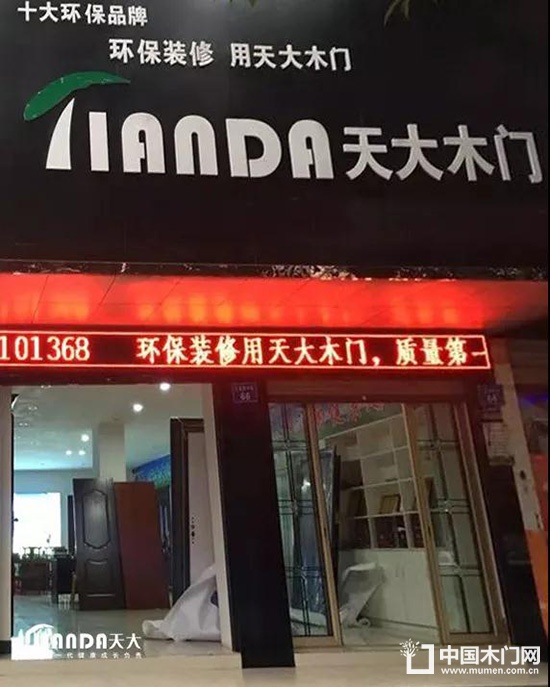 十大环保品牌
环保装修 用天大木门
TIANDA天大木门
101368 环保装修用天大木门，质量第一
TIANDA天大
中国木门网
www.mumen.com.cn